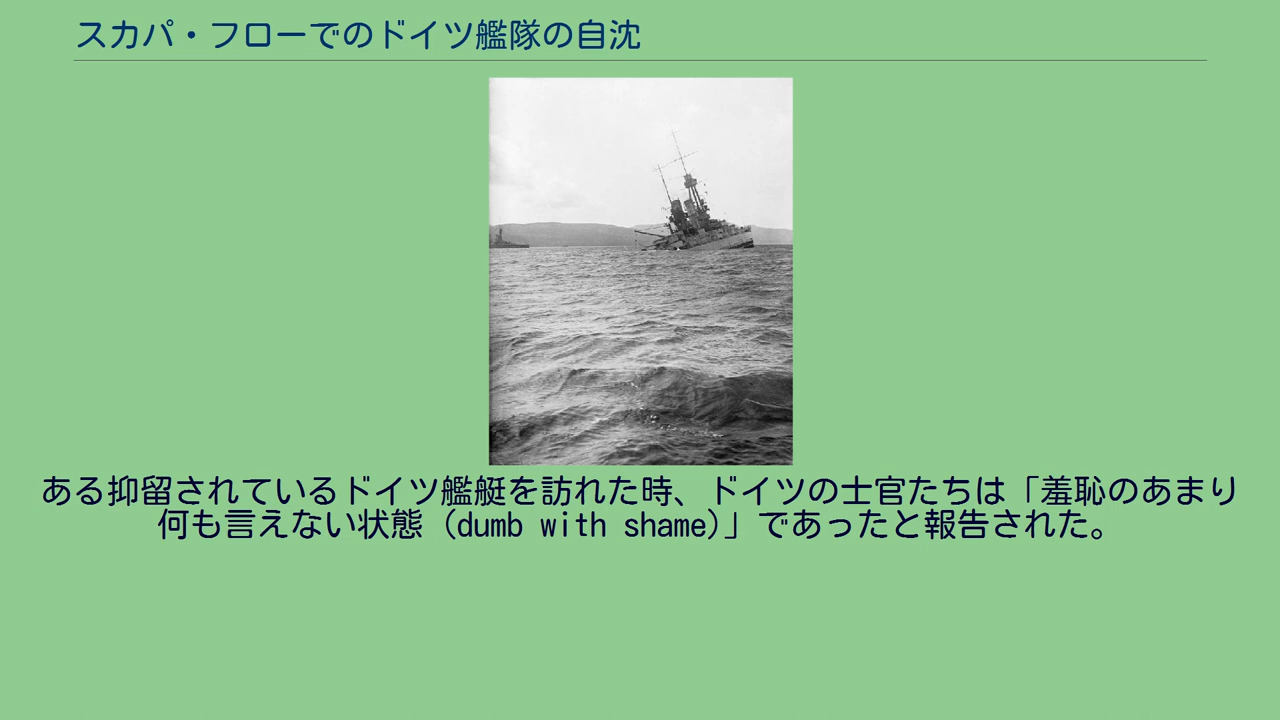 スカパ・フローでのドイツ艦隊の自沈
ある抑留されているドイツ艦艇を訪れた時、ドイツの士官たちは「羞恥のあまり
何も言えない状態 (dumb with shame)」であったと報告された。